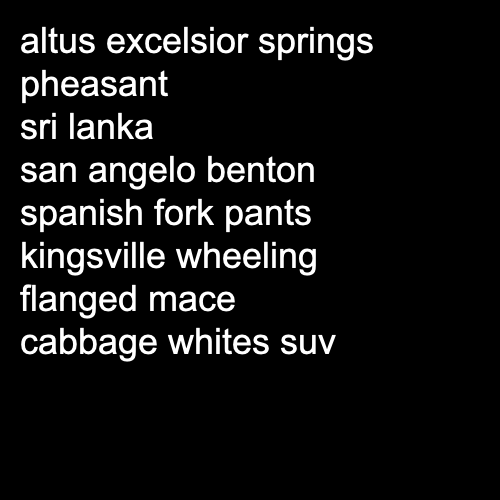 altus excelsior springs
pheasant
sri lanka
san angelo benton
spanish fork pants
kingsville wheeling
flanged mace
cabbage whites suv